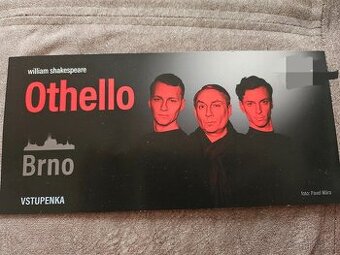 william shakespeare
Othello
Brno
VSTUPENKA
foto: Pavel Mára